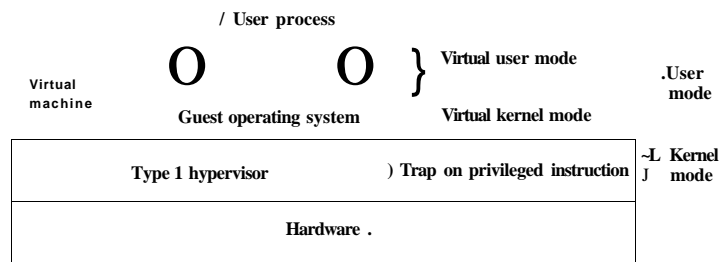 / User process
O O } Virtual user mode
Virtual
machine
.User
mode
Guest operating system Virtual kernel mode
Type 1 hypervisor ) Trap on privileged instruction
~L Kernel
J mode
Hardware .